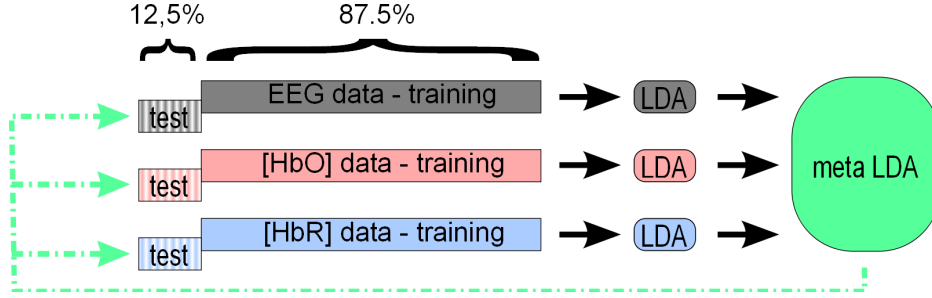 12,5% 87.5%
EEG data - training LDA
test
[HbO] data - training LDA meta LDA
test
[HbR] data - training LDA
test